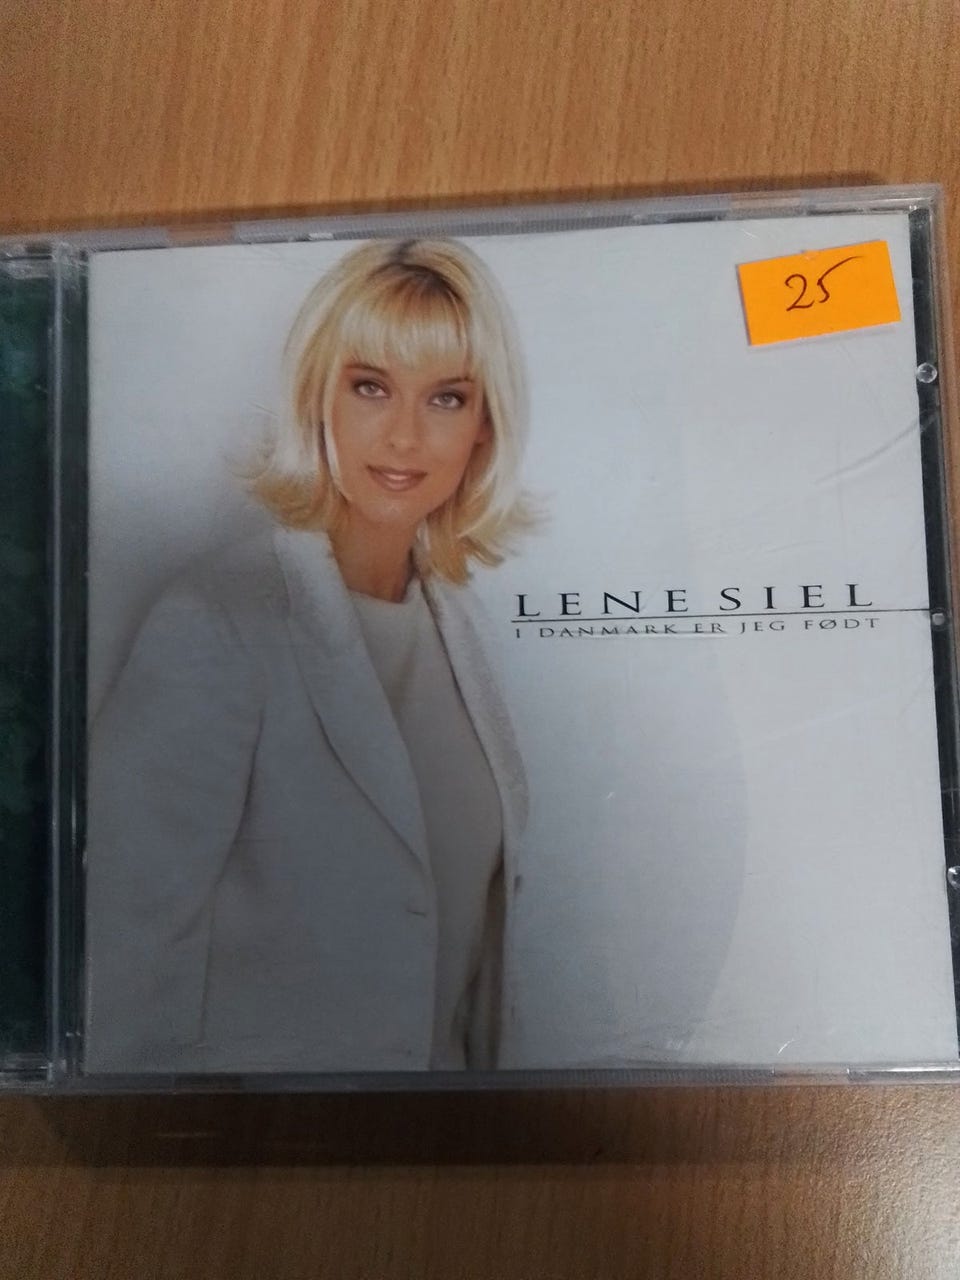 25
LENE SIEL
I DANMARK ER JEG FØDT